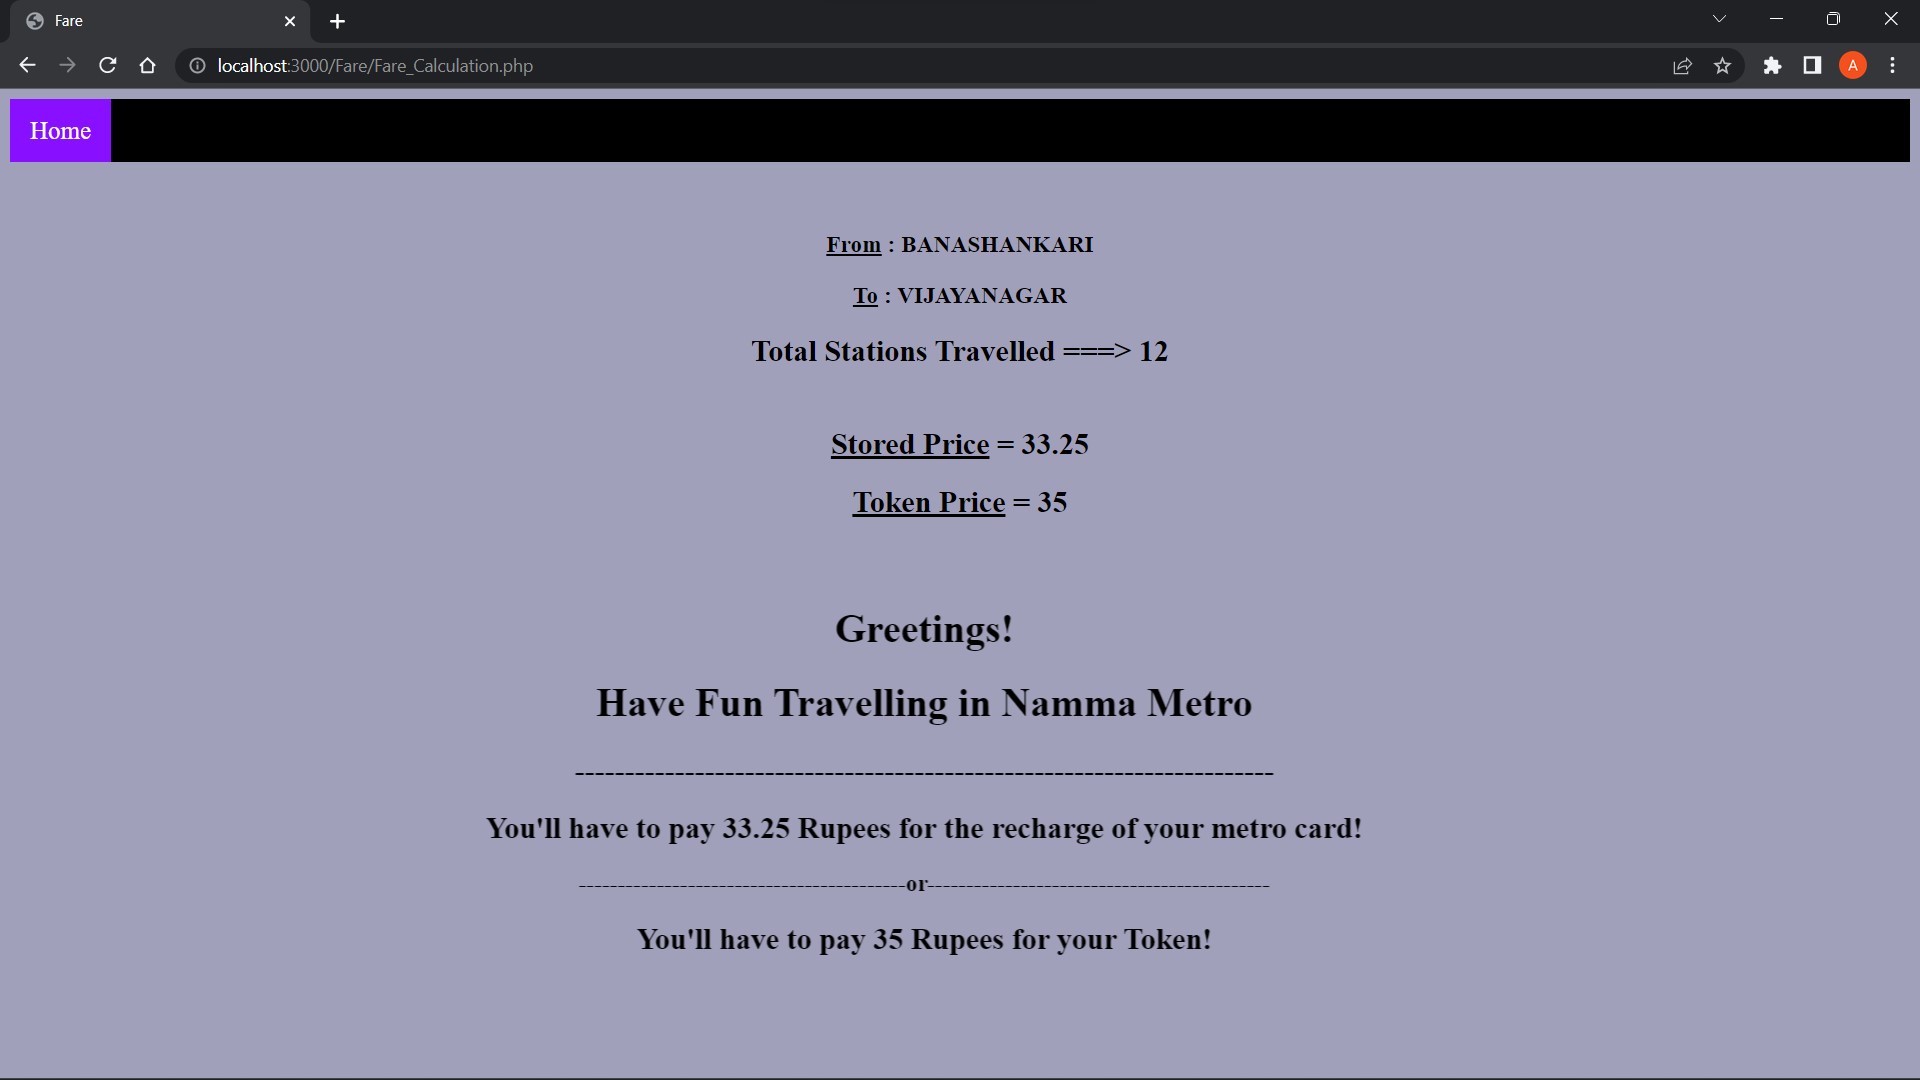 Fare
localhost:3000/Fare/Fare_Calculation.php
A
Home
From : BANASHANKARI
To : VIJAYANAGAR
Total Stations Travelled ===> 12
Stored Price = 33.25
Token Price = 35
Greetings!
Have Fun Travelling in Namma Metro
----------------------------------------------------------------------
You'll have to pay 33.25 Rupees for the recharge of your metro card!
------------------------------------------or--------------------------------------------
You'll have to pay 35 Rupees for your Token!